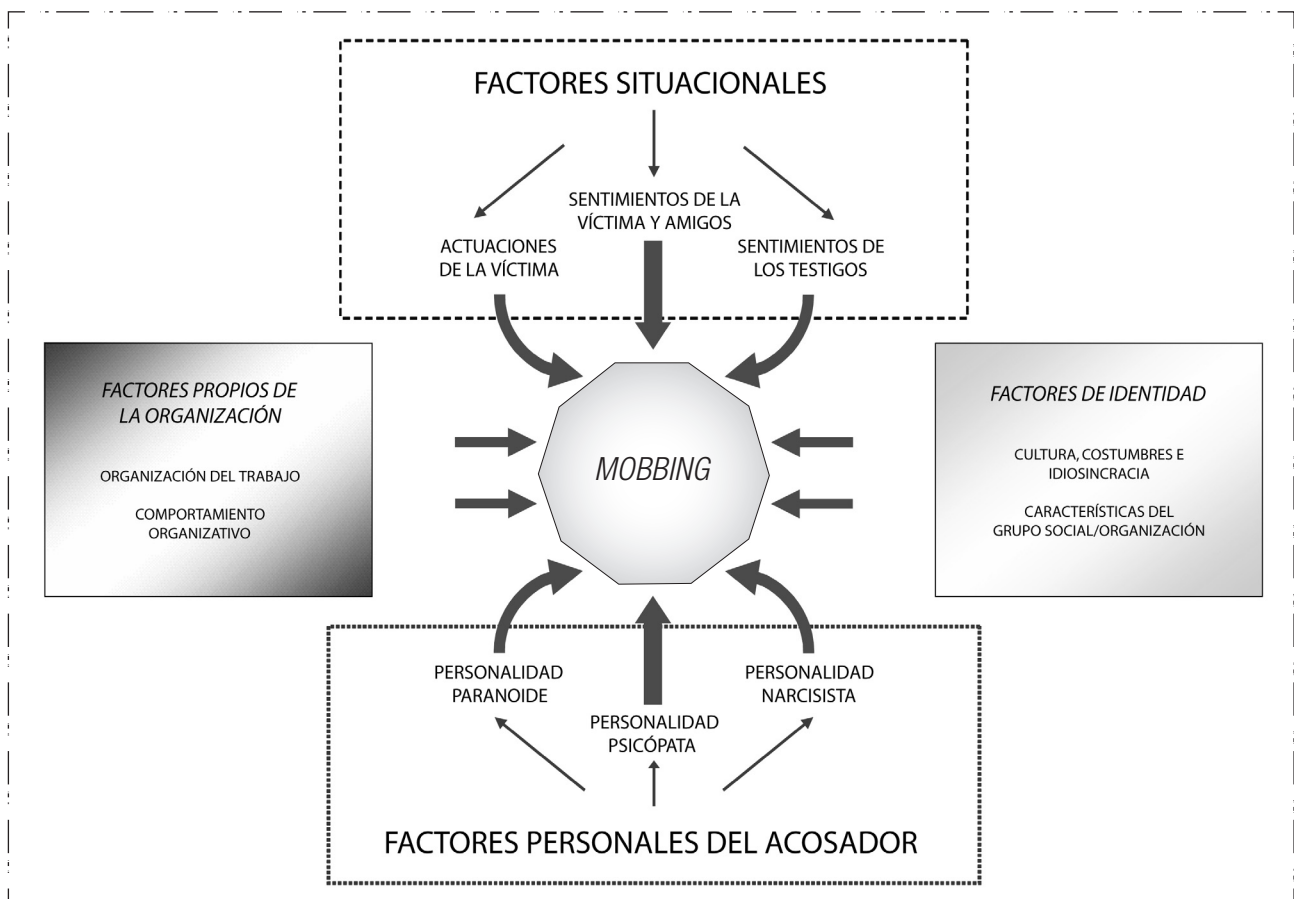 FACTORES SITUACIONALES
SENTIMIENTOS DE LA
VÍCTIMA Y AMIGOS
ACTUACIONES
DE LA VÍCTIMA
SENTIMIENTOS DE
LOS TESTIGOS
FACTORES PROPIOS DE
LA ORGANIZACIÓN
ORGANIZACIÓN DEL TRABAJO
COMPORTAMIENTO
ORGANIZATIVO
MOBBING
FACTORES DE IDENTIDAD
CULTURA, COSTUMBRES E
IDIOSINCRACIA
CARACTERÍSTICAS DEL
GRUPO SOCIAL/ORGANIZACIÓN
PERSONALIDAD
PARANOIDE
PERSONALIDAD
PSICÓPATA
PERSONALIDAD
NARCISISTA
FACTORES PERSONALES DEL ACOSADOR